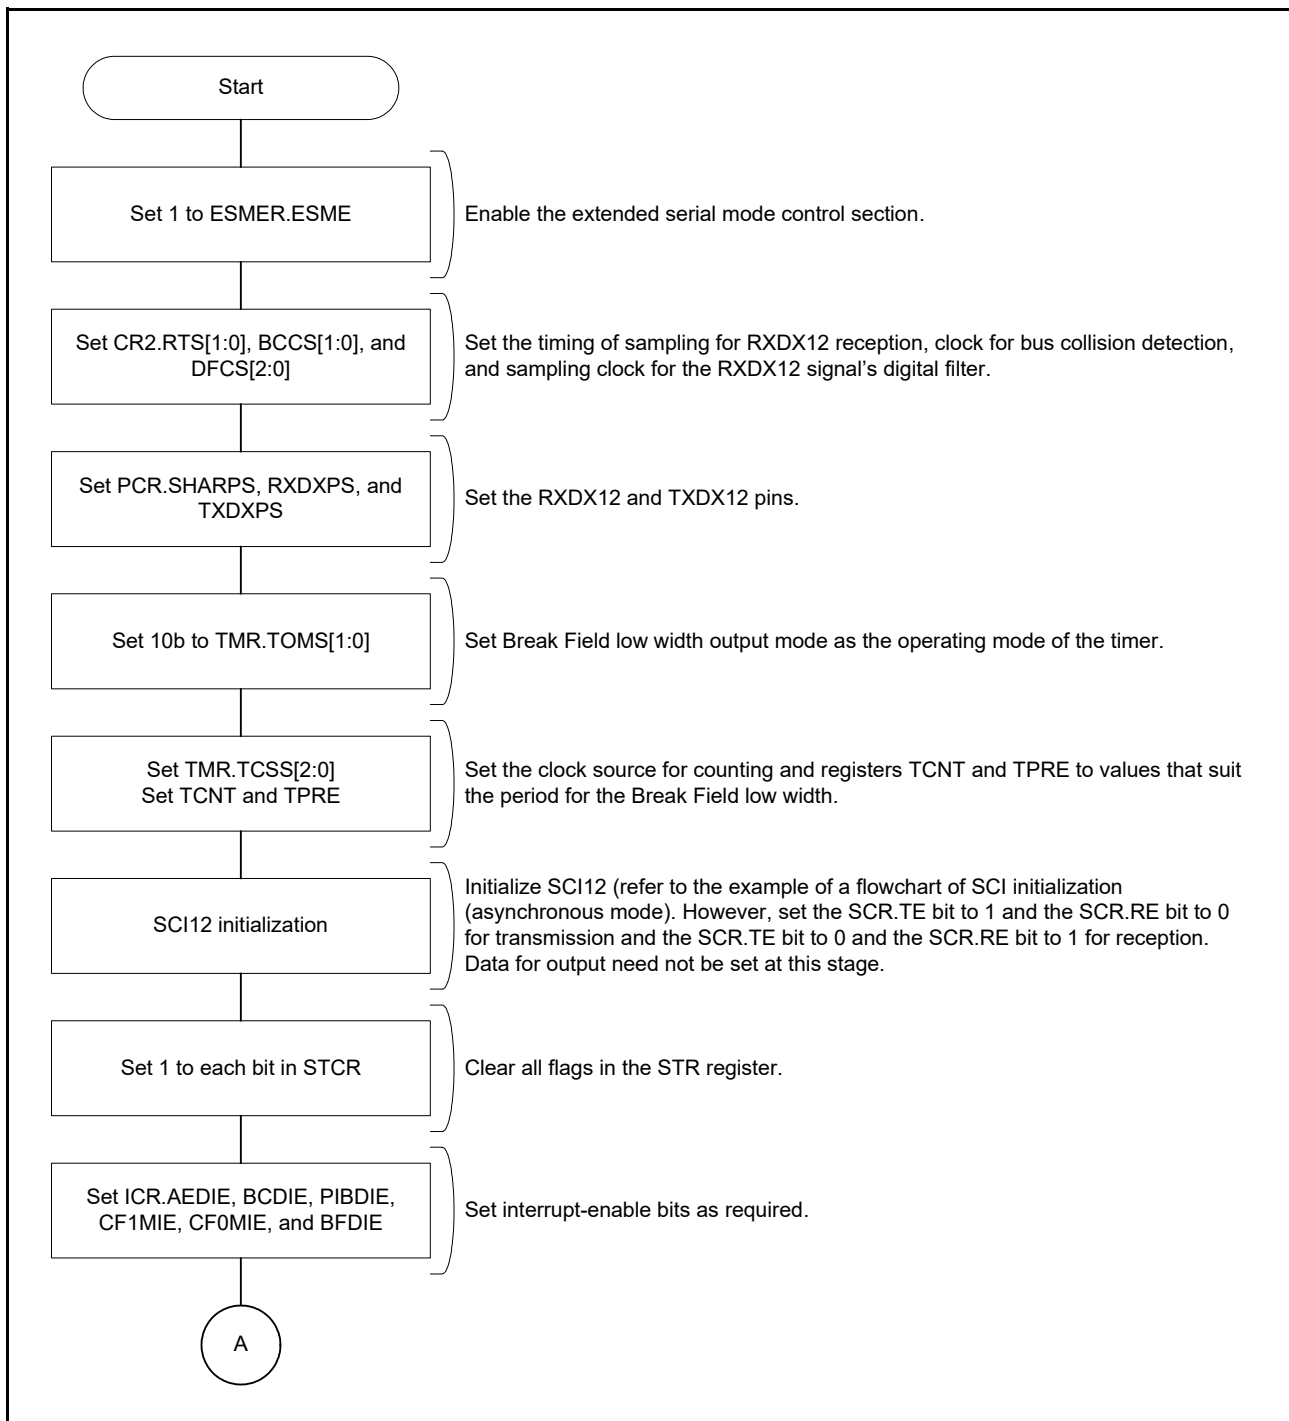 Start
Set 1 to ESMER.ESME
Enable the extended serial mode control section.
Set CR2.RTS[1:0], BCCS[1:0], and
DFCS[2:0]
Set the timing of sampling for RXDX12 reception, clock for bus collision detection,
and sampling clock for the RXDX12 signal’s digital filter.
Set PCR.SHARPS, RXDXPS, and
TXDXPS
Set the RXDX12 and TXDX12 pins.
Set 10b to TMR.TOMS[1:0]
Set Break Field low width output mode as the operating mode of the timer.
Set TMR.TCSS[2:0]
Set TCNT and TPRE
Set the clock source for counting and registers TCNT and TPRE to values that suit
the period for the Break Field low width.
SCI12 initialization
Initialize SCI12 (refer to the example of a flowchart of SCI initialization
(asynchronous mode). However, set the SCR.TE bit to 1 and the SCR.RE bit to 0
for transmission and the SCR.TE bit to 0 and the SCR.RE bit to 1 for reception.
Data for output need not be set at this stage.
Set 1 to each bit in STCR
Clear all flags in the STR register.
Set ICR.AEDIE, BCDIE, PIBDIE,
CF1MIE, CF0MIE, and BFDIE
Set interrupt-enable bits as required.
A